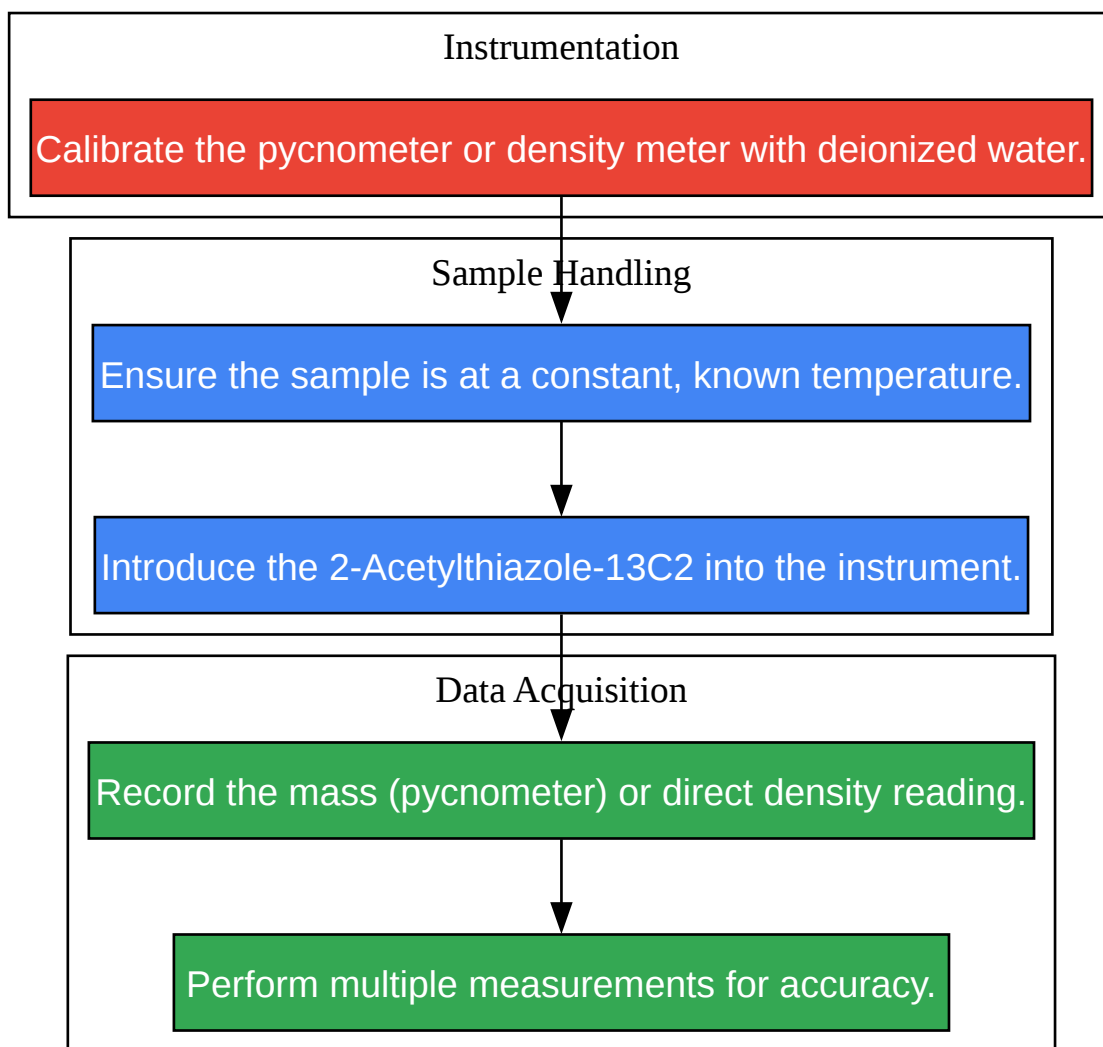 Instrumentation
Calibrate the pycnometer or density meter with deionized water.
Sample Handling
Ensure the sample is at a constant, known temperature.
Introduce the 2-Acetylthiazole-13C2 into the instrument.
Data Acquisition
Record the mass (pycnometer) or direct density reading.
Perform multiple measurements for accuracy.